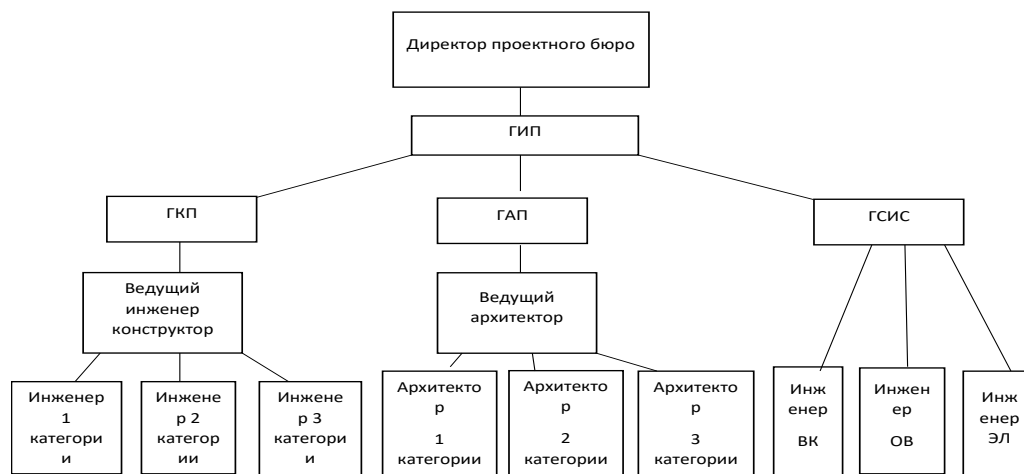 Директор проектного бюро
ГИП
ГКП
ГАП
ГСИС
Ведущий
инженер
конструктор
Ведущий
архитектор
Инженер
1
категори
и
Инжене
р 2
категор
ии
Инжене
р 3
категори
и
Архитекто
р
1
категории
Архитекто
р
2
категории
Архитекто
р
3
категории
Инж
енер
ВК
Инжен
ер
ОВ
Инж
енер
ЭЛ